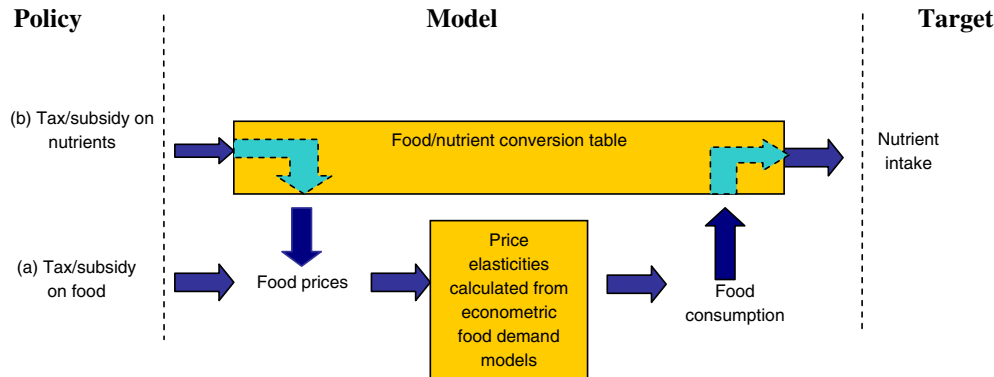 Policy
Model
Target
(b) Tax/subsidy on
nutrients
Food/nutrient conversion table
Nutrient
intake
(a) Tax/subsidy
on food
Food prices
Price
elasticities
calculated from
econometric
food demand
models
Food
consumption